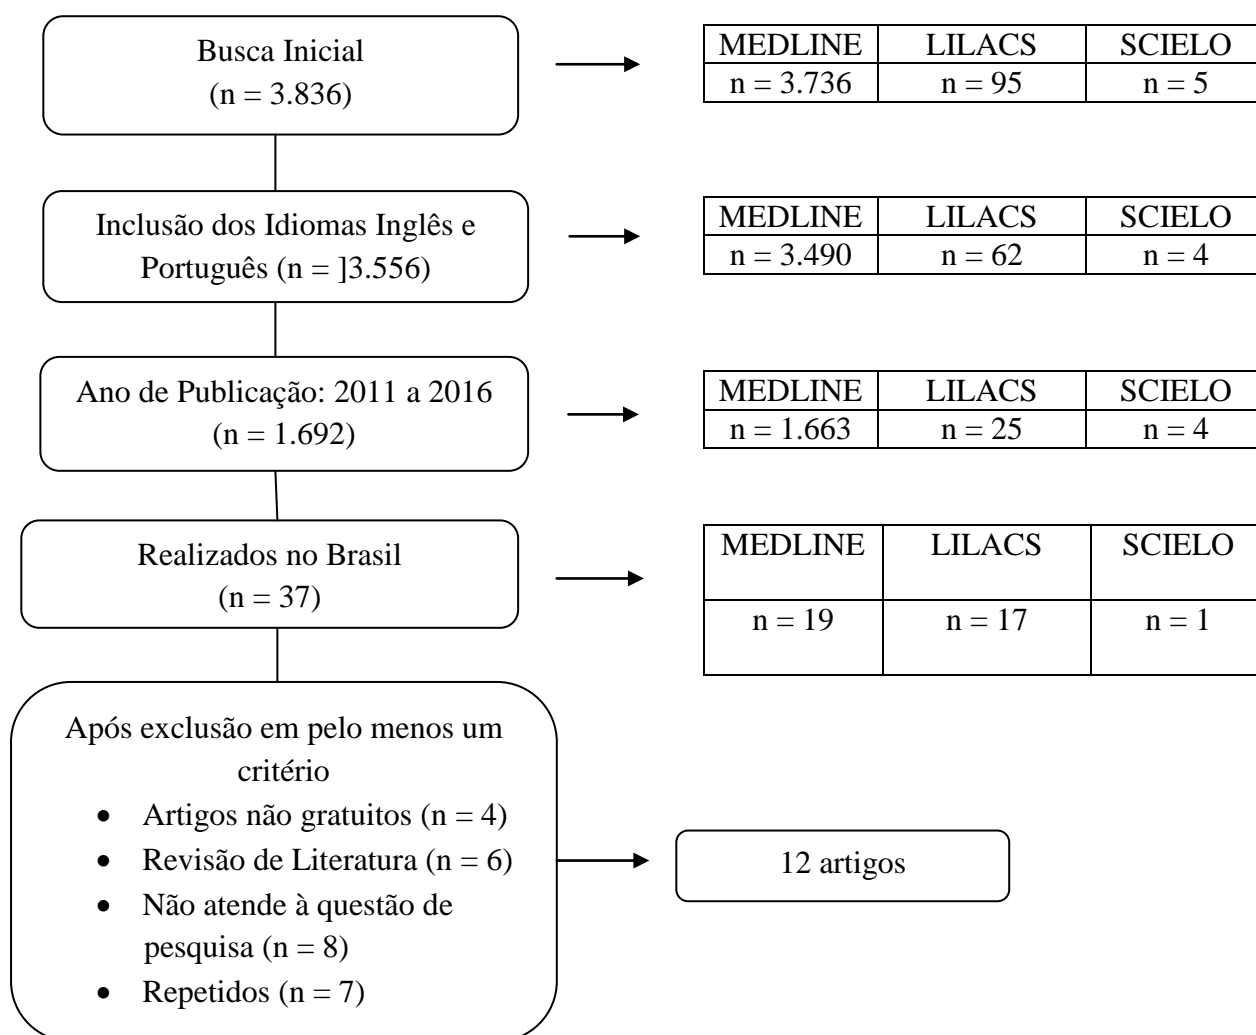 Busca Inicial
(n = 3.836)
MEDLINE LILACS SCIELO
n = 3.736 n = 95 n = 5
Inclusão dos Idiomas Inglês e
Português (n = ]3.556)
MEDLINE LILACS SCIELO
n = 3.490 n = 62 n = 4
Ano de Publicação: 2011 a 2016
(n = 1.692)
MEDLINE LILACS SCIELO
n = 1.663 n = 25 n = 4
Realizados no Brasil
(n = 37)
MEDLINE LILACS SCIELO
n = 19 n = 17 n = 1
Após exclusão em pelo menos um
critério
• Artigos não gratuitos (n = 4)
• Revisão de Literatura (n = 6)
• Não atende à questão de
pesquisa (n = 8)
• Repetidos (n = 7)
12 artigos